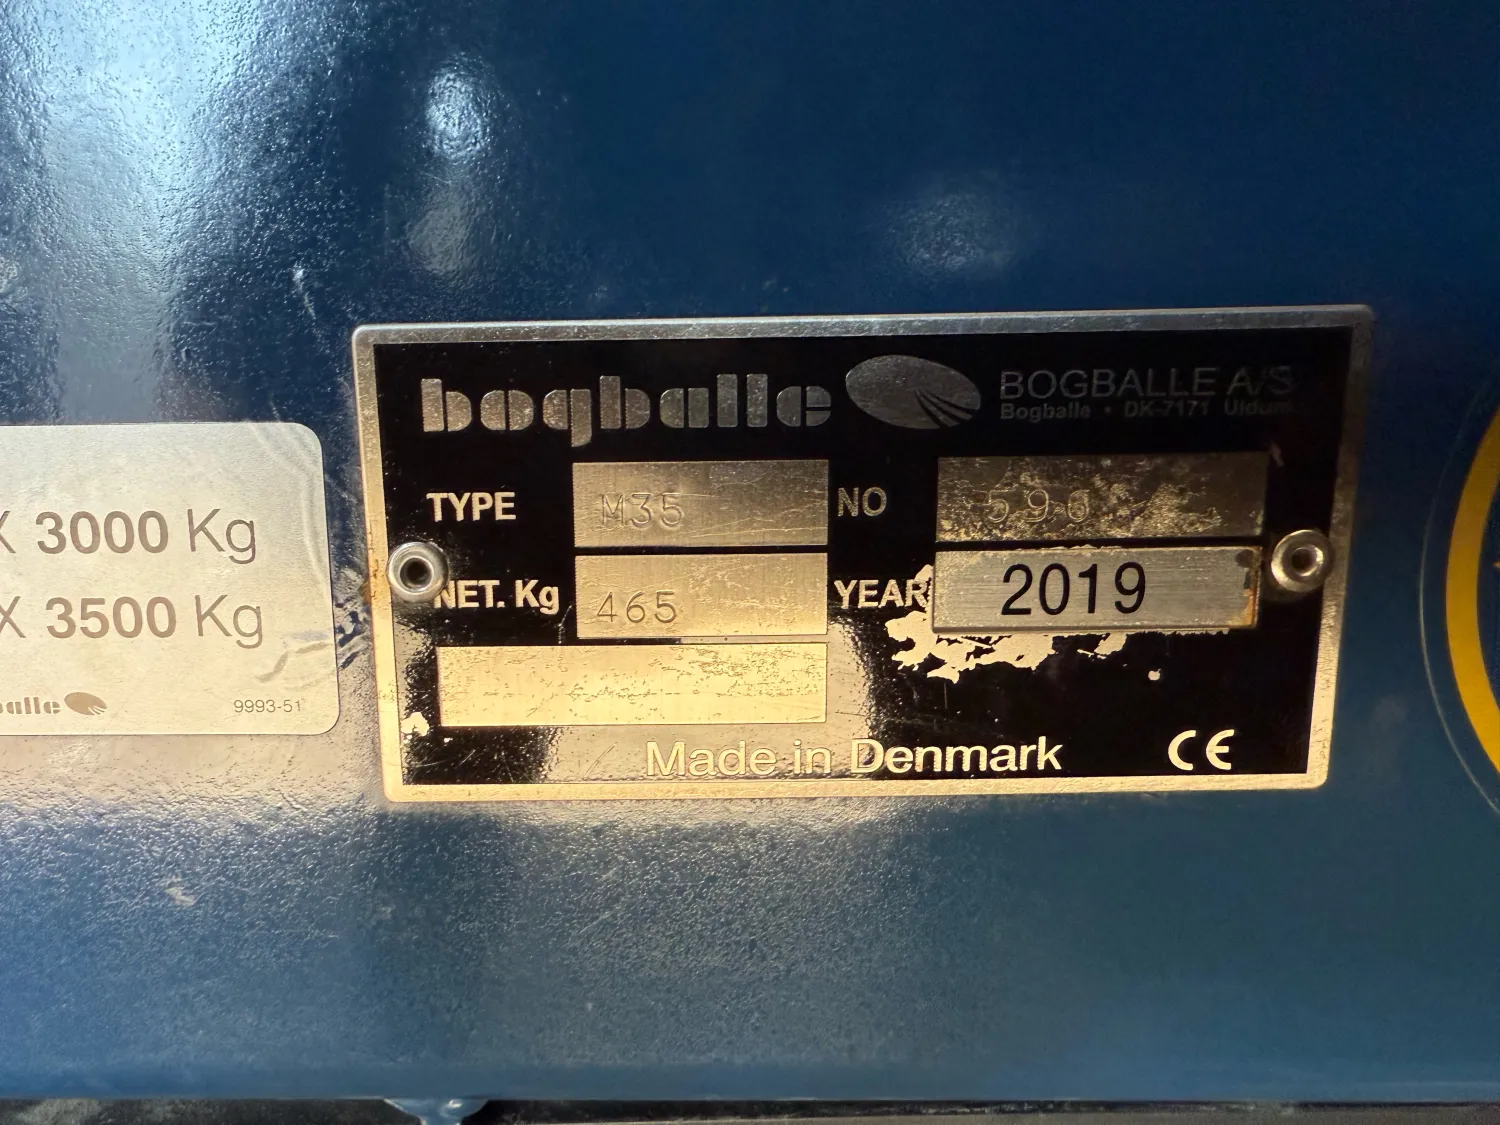 X 3000 Kg
X 3500 Kg
9993-51
bogballe
BOGBALLE A/S
Bogballe • DK-7171 Uldum
TYPE M35 NO 590
NET. Kg 465 YEAR 2019
Made in Denmark CE